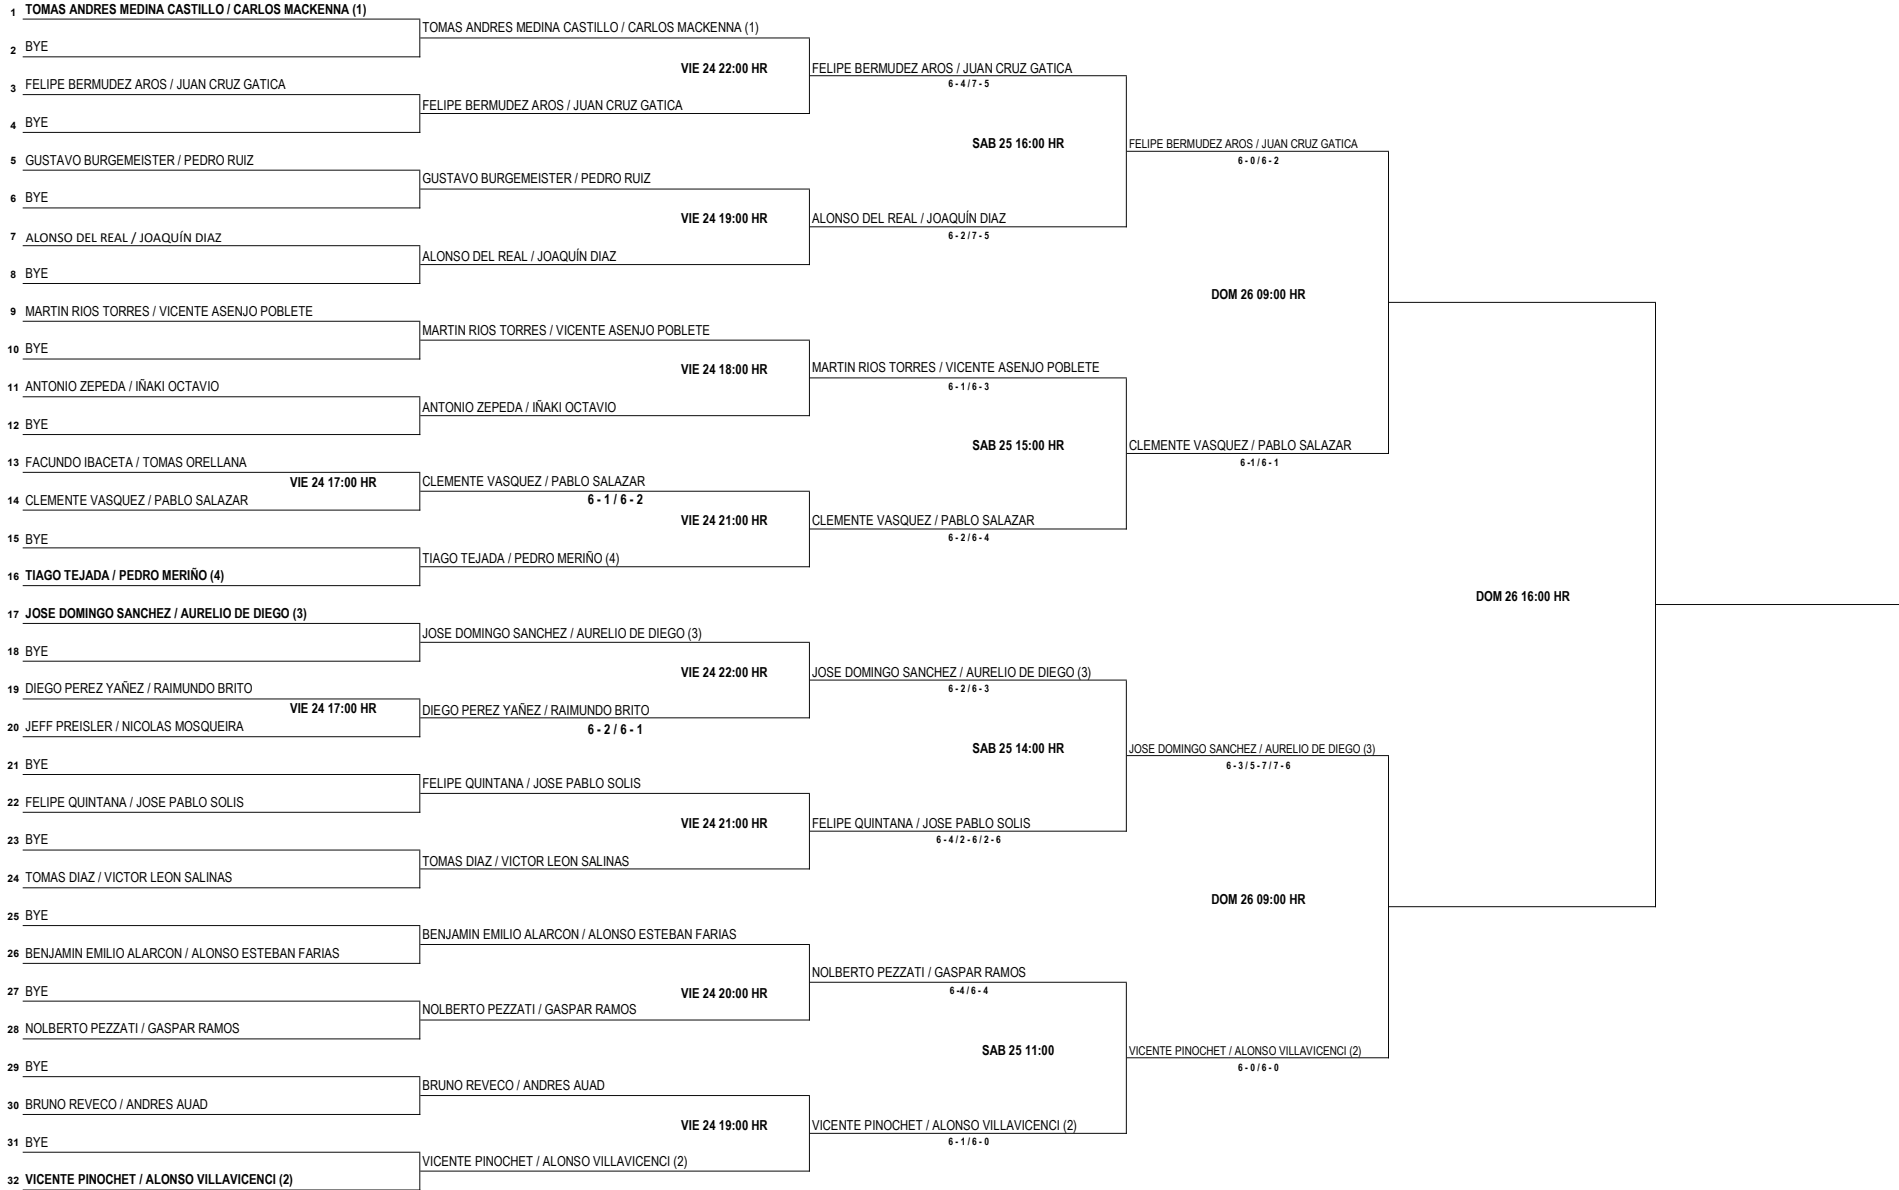 1 TOMAS ANDRES MEDINA CASTILLO / CARLOS MACKENNA (1)
TOMAS ANDRES MEDINA CASTILLO / CARLOS MACKENNA (1)
2 BYE
VIE 24 22:00 HR
FELIPE BERMUDEZ AROS / JUAN CRUZ GATICA
6 - 4 / 7 - 5
3 FELIPE BERMUDEZ AROS / JUAN CRUZ GATICA
FELIPE BERMUDEZ AROS / JUAN CRUZ GATICA
4 BYE
SAB 25 16:00 HR
FELIPE BERMUDEZ AROS / JUAN CRUZ GATICA
6 - 0 / 6 - 2
5 GUSTAVO BURGEMEISTER / PEDRO RUIZ
GUSTAVO BURGEMEISTER / PEDRO RUIZ
6 BYE
VIE 24 19:00 HR
ALONSO DEL REAL / JOAQUÍN DIAZ
6 - 2 / 7 - 5
7 ALONSO DEL REAL / JOAQUÍN DIAZ
ALONSO DEL REAL / JOAQUÍN DIAZ
8 BYE
DOM 26 09:00 HR
9 MARTIN RIOS TORRES / VICENTE ASENJO POBLETE
MARTIN RIOS TORRES / VICENTE ASENJO POBLETE
10 BYE
VIE 24 18:00 HR
MARTIN RIOS TORRES / VICENTE ASENJO POBLETE
6 - 1 / 6 - 3
11 ANTONIO ZEPEDA / IÑAKI OCTAVIO
ANTONIO ZEPEDA / IÑAKI OCTAVIO
12 BYE
SAB 25 15:00 HR
CLEMENTE VASQUEZ / PABLO SALAZAR
6 -1 / 6 - 1
13 FACUNDO IBACETA / TOMAS ORELLANA
VIE 24 17:00 HR
CLEMENTE VASQUEZ / PABLO SALAZAR
6 - 1 / 6 - 2
14 CLEMENTE VASQUEZ / PABLO SALAZAR
VIE 24 21:00 HR
CLEMENTE VASQUEZ / PABLO SALAZAR
6 - 2 / 6 - 4
15 BYE
TIAGO TEJADA / PEDRO MERIÑO (4)
16 TIAGO TEJADA / PEDRO MERIÑO (4)
DOM 26 16:00 HR
17 JOSE DOMINGO SANCHEZ / AURELIO DE DIEGO (3)
JOSE DOMINGO SANCHEZ / AURELIO DE DIEGO (3)
18 BYE
VIE 24 22:00 HR
JOSE DOMINGO SANCHEZ / AURELIO DE DIEGO (3)
6 - 2 / 6 - 3
19 DIEGO PEREZ YAÑEZ / RAIMUNDO BRITO
VIE 24 17:00 HR
DIEGO PEREZ YAÑEZ / RAIMUNDO BRITO
6 - 2 / 6 - 1
20 JEFF PREISLER / NICOLAS MOSQUEIRA
SAB 25 14:00 HR
JOSE DOMINGO SANCHEZ / AURELIO DE DIEGO (3)
6 - 3 / 5 - 7 / 7 - 6
21 BYE
FELIPE QUINTANA / JOSE PABLO SOLIS
22 FELIPE QUINTANA / JOSE PABLO SOLIS
VIE 24 21:00 HR
FELIPE QUINTANA / JOSE PABLO SOLIS
6 - 4 / 2 - 6 / 2 - 6
23 BYE
TOMAS DIAZ / VICTOR LEON SALINAS
24 TOMAS DIAZ / VICTOR LEON SALINAS
DOM 26 09:00 HR
25 BYE
BENJAMIN EMILIO ALARCON / ALONSO ESTEBAN FARIAS
26 BENJAMIN EMILIO ALARCON / ALONSO ESTEBAN FARIAS
NOLBERTO PEZZATI / GASPAR RAMOS
6 -4 / 6 - 4
27 BYE
VIE 24 20:00 HR
NOLBERTO PEZZATI / GASPAR RAMOS
28 NOLBERTO PEZZATI / GASPAR RAMOS
SAB 25 11:00
VICENTE PINOCHET / ALONSO VILLAVICENCI (2)
6 - 0 / 6 - 0
29 BYE
BRUNO REVECO / ANDRES AUAD
30 BRUNO REVECO / ANDRES AUAD
VIE 24 19:00 HR
VICENTE PINOCHET / ALONSO VILLAVICENCI (2)
6 - 1 / 6 - 0
31 BYE
VICENTE PINOCHET / ALONSO VILLAVICENCI (2)
32 VICENTE PINOCHET / ALONSO VILLAVICENCI (2)